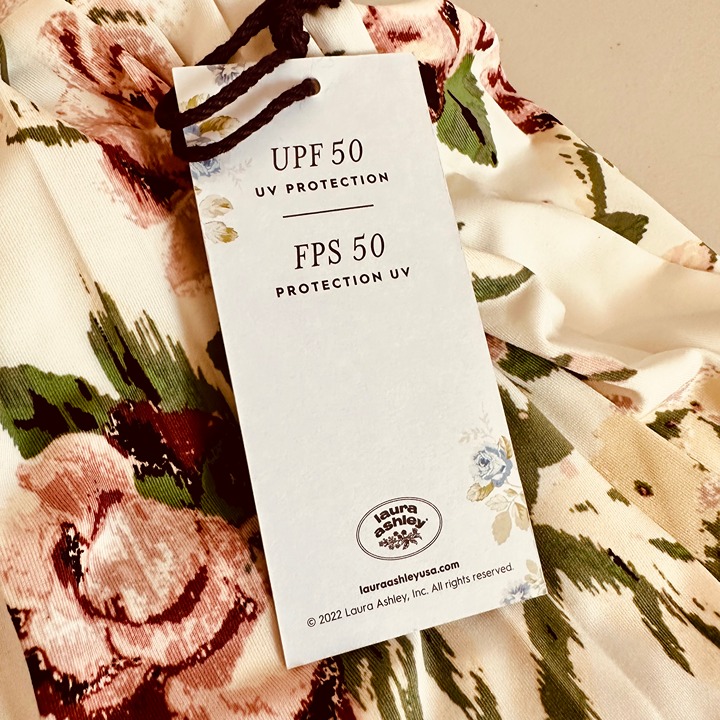 UPF 50
UV PROTECTION
FPS 50
PROTECTION UV
laura
ashley
lauraashleyusa.com
© 2022 Laura Ashley, Inc. All rights reserved.